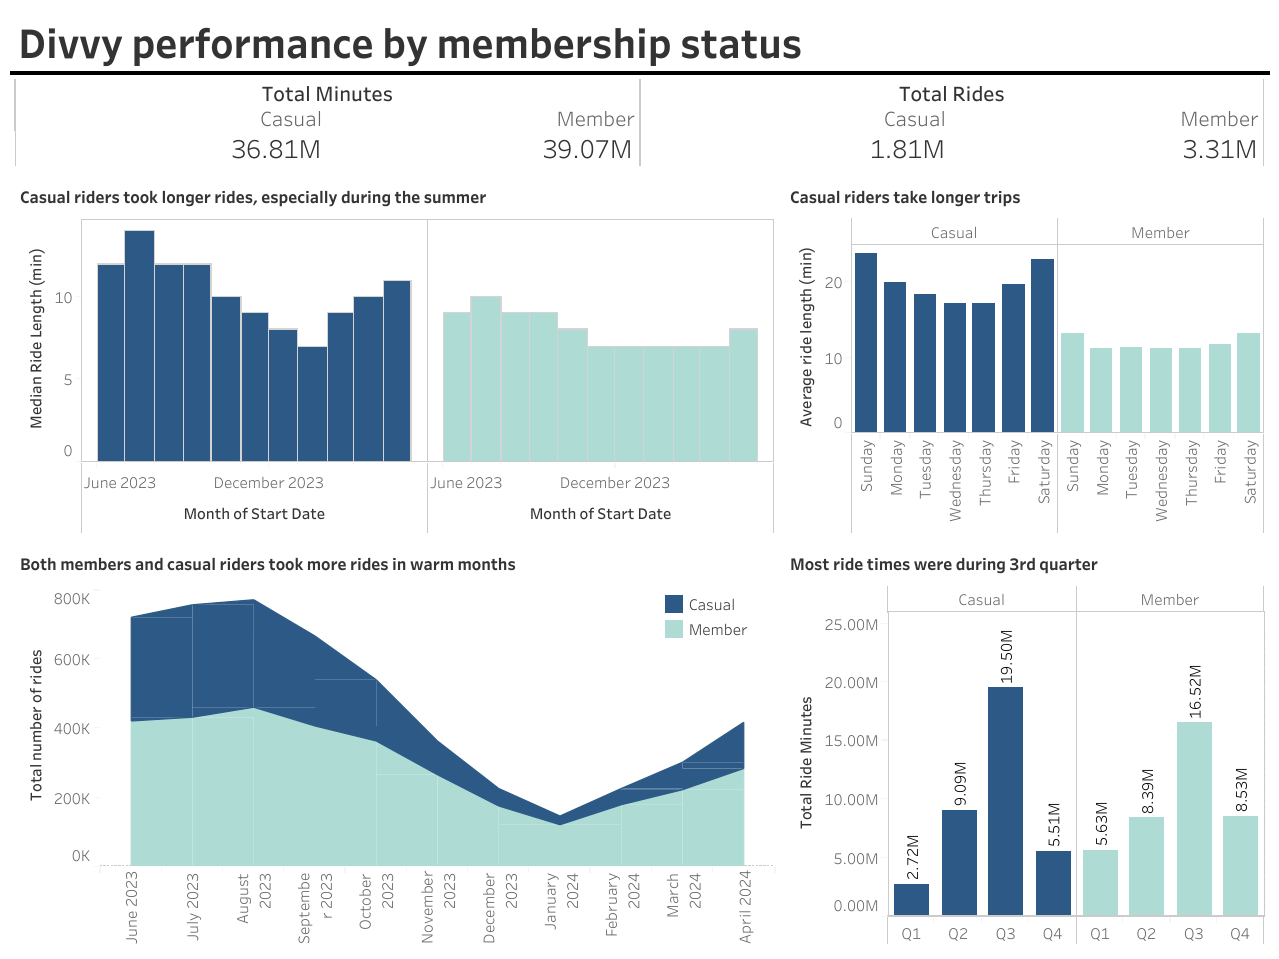 Divvy performance by membership status
Total Minutes
Casual Member
36.81M 39.07M
Total Rides
Casual Member
1.81M 3.31M
Casual riders took longer rides, especially during the summer
Median Ride Length (min)
10
5
0
June 2023 December 2023
Month of Start Date
June 2023 December 2023
Month of Start Date
Casual riders take longer trips
Casual Member
Average ride length (min)
20
10
0
Sunday
Monday
Tuesday
Wednesday
Thursday
Friday
Saturday
Sunday
Monday
Tuesday
Wednesday
Thursday
Friday
Saturday
Both members and casual riders took more rides in warm months
Casual
Member
Total number of rides
800K
600K
400K
200K
0K
June 2023
July 2023
August
2023
Septembe
r 2023
October
2023
November
2023
December
2023
January
2024
February
2024
March
2024
April 2024
Most ride times were during 3rd quarter
Casual Member
Total Ride Minutes
25.00M
20.00M
15.00M
10.00M
5.00M
0.00M
2.72M
9.09M
19.50M
5.51M
5.63M
8.39M
16.52M
8.53M
Q1 Q2 Q3 Q4 Q1 Q2 Q3 Q4